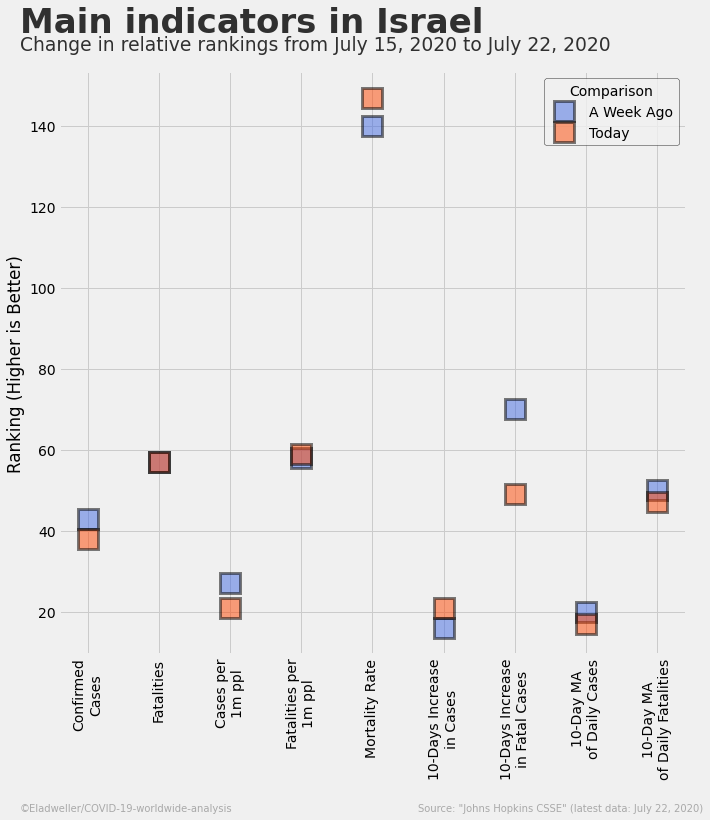 Main indicators in Israel
Change in relative rankings from July 15, 2020 to July 22, 2020
Comparison
A Week Ago
Today
Ranking (Higher is Better)
140
120
100
80
60
40
20
Confirmed
Cases
Fatalities
Cases per
1m ppl
Fatalities per
1m ppl
Mortality Rate
10-Days Increase
in Cases
10-Days Increase
in Fatal Cases
10-Day MA
of Daily Cases
10-Day MA
of Daily Fatalities
©Eladweller/COVID-19-worldwide-analysis
Source: "Johns Hopkins CSSE" (latest data: July 22, 2020)